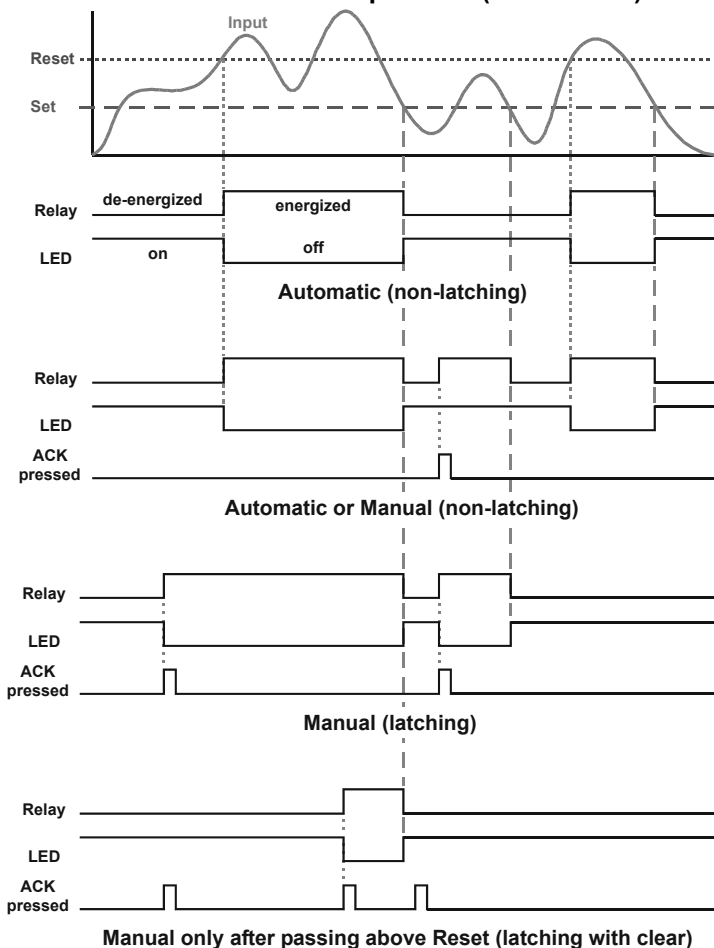 Input
Reset
Set
de-energized
energized
Relay
LED
on
off
Automatic (non-latching)
Relay
LED
ACK
pressed
Automatic or Manual (non-latching)
Relay
LED
ACK
pressed
Manual (latching)
Relay
LED
ACK
pressed
Manual only after passing above Reset (latching with clear)